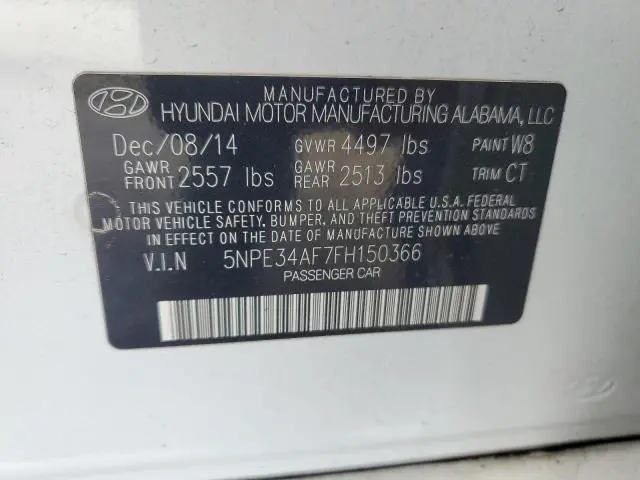 MANUFACTURED BY
HYUNDAI MOTOR MANUFACTURING ALABAMA, LLC
Dec/08/14 GVWR 4497 lbs PAINT W8
GAWR FRONT 2557 lbs GAWR REAR 2513 lbs TRIM CT
THIS VEHICLE CONFORMS TO ALL APPLICABLE U.S.A. FEDERAL
MOTOR VEHICLE SAFETY, BUMPER, AND THEFT PREVENTION STANDARDS
IN EFFECT ON THE DATE OF MANUFACTURE SHOWN ABOVE.
V.I.N 5NPE34AF7FH150366
PASSENGER CAR